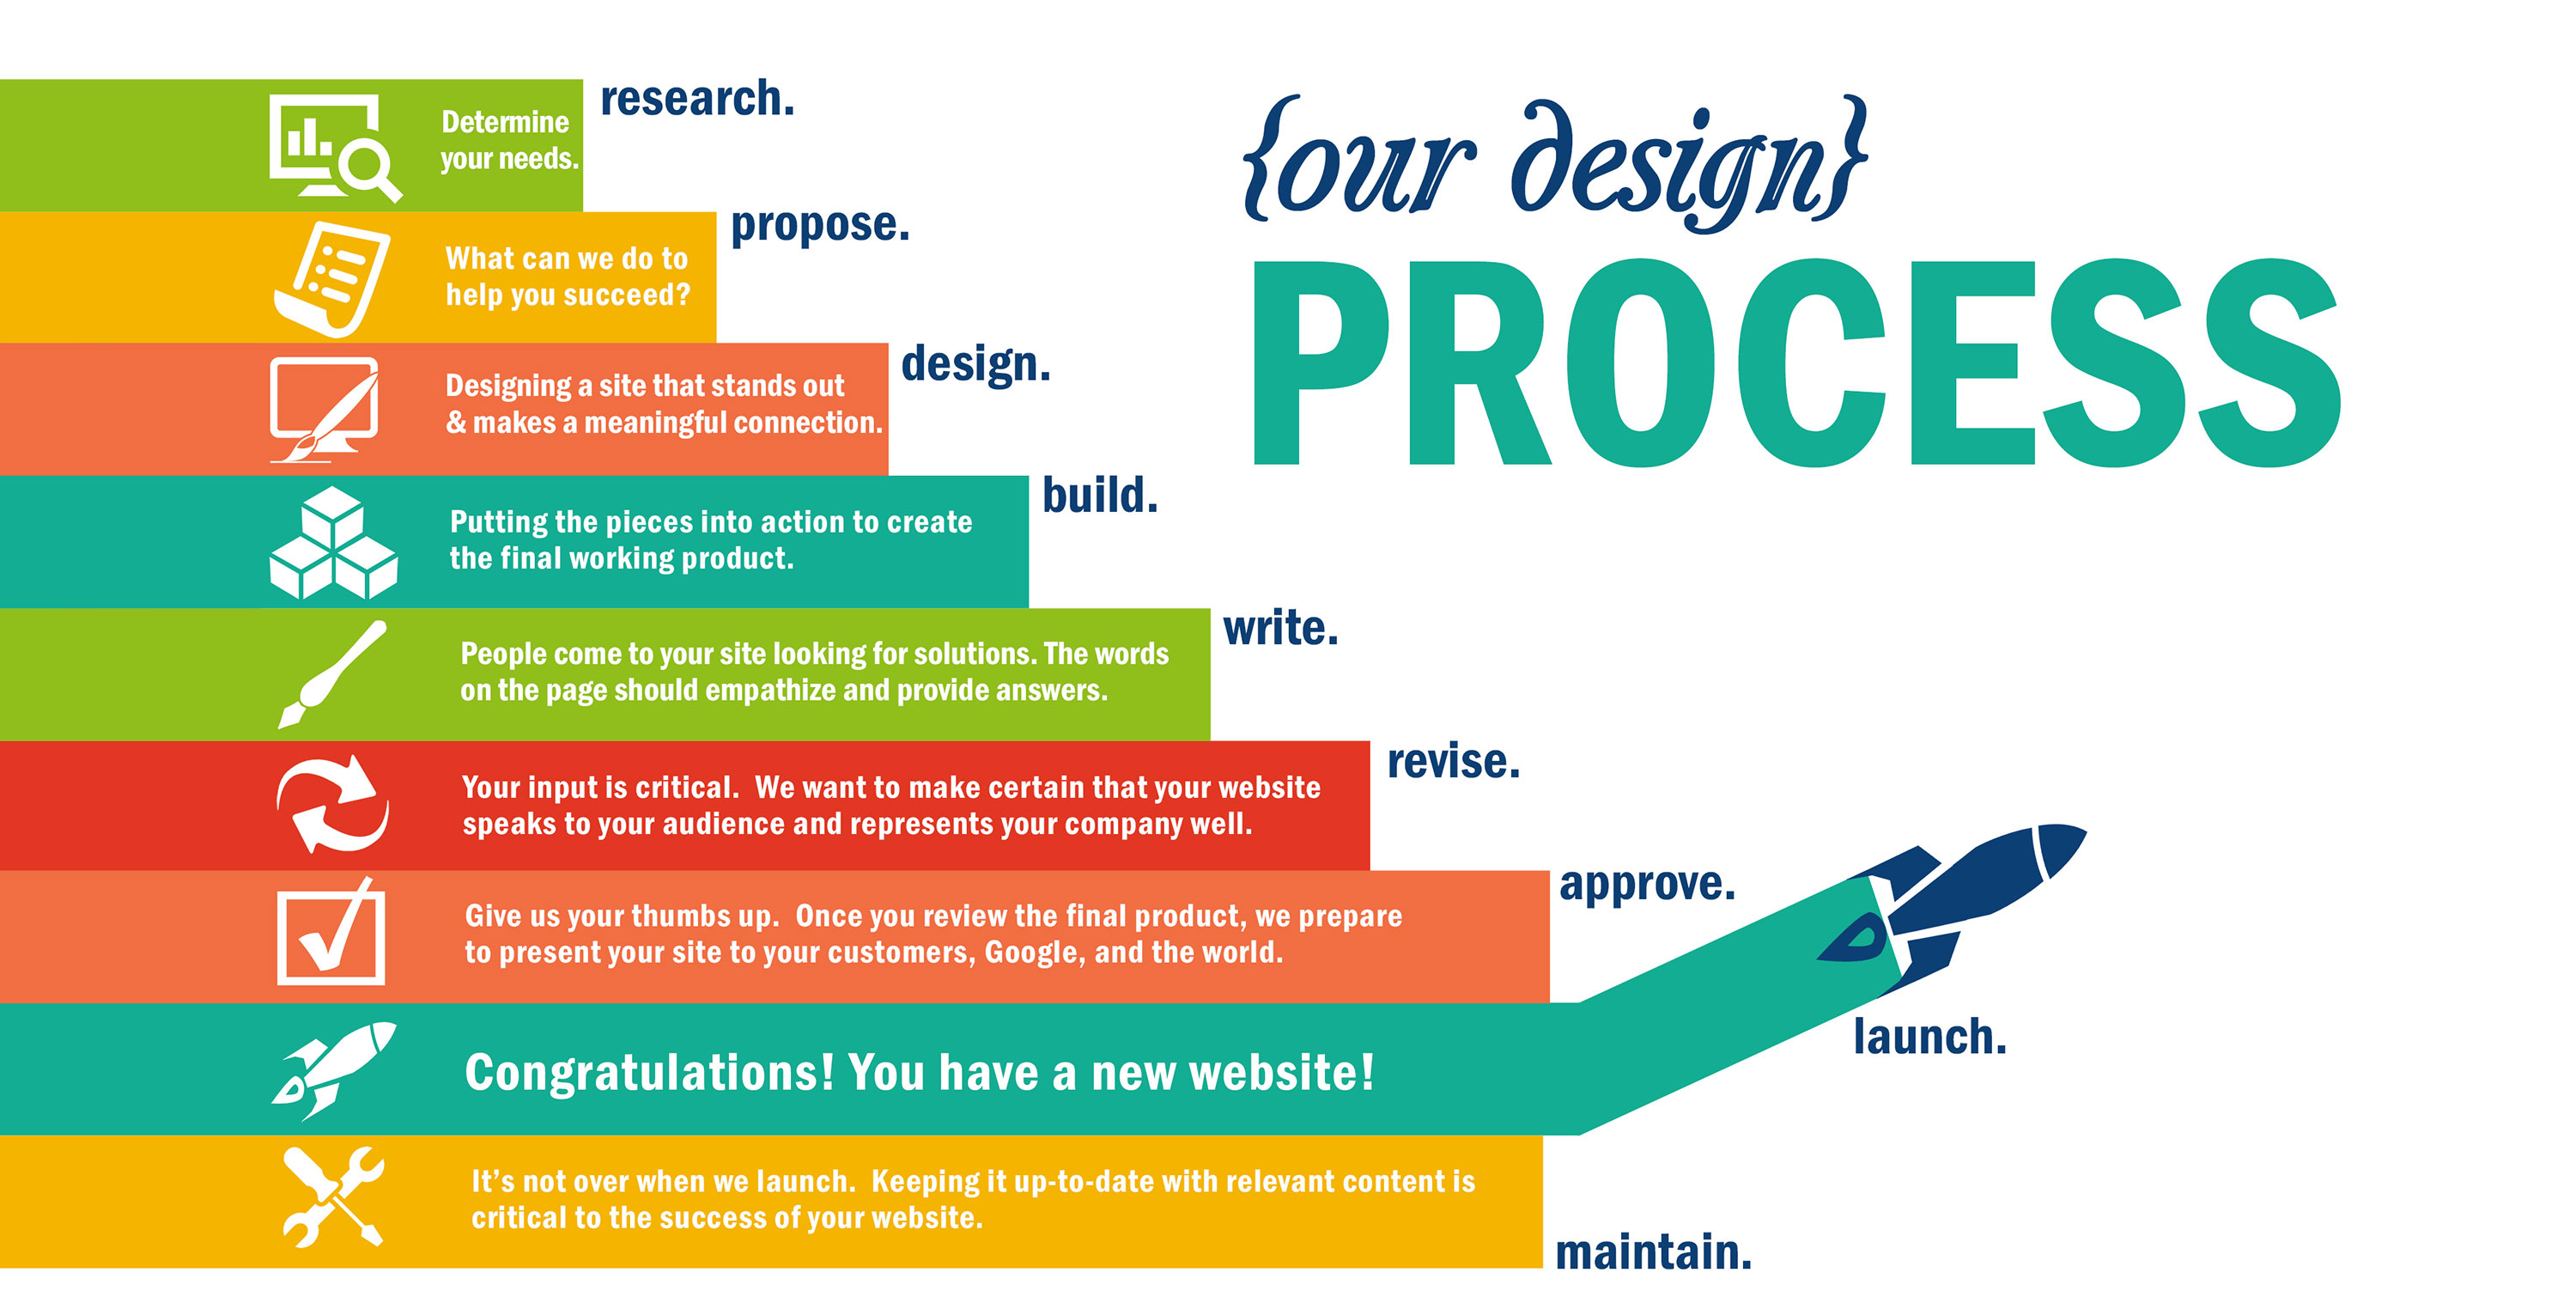 {our design}
PROCESS
research.
Determine
your needs.
propose.
What can we do to
help you succeed?
design.
Designing a site that stands out
& makes a meaningful connection.
build.
Putting the pieces into action to create
the final working product.
write.
People come to your site looking for solutions. The words
on the page should empathize and provide answers.
revise.
Your input is critical.  We want to make certain that your website
speaks to your audience and represents your company well.
approve.
Give us your thumbs up.  Once you review the final product, we prepare
to present your site to your customers, Google, and the world.
launch.
Congratulations! You have a new website!
It’s not over when we launch.  Keeping it up-to-date with relevant content is
critical to the success of your website.
maintain.